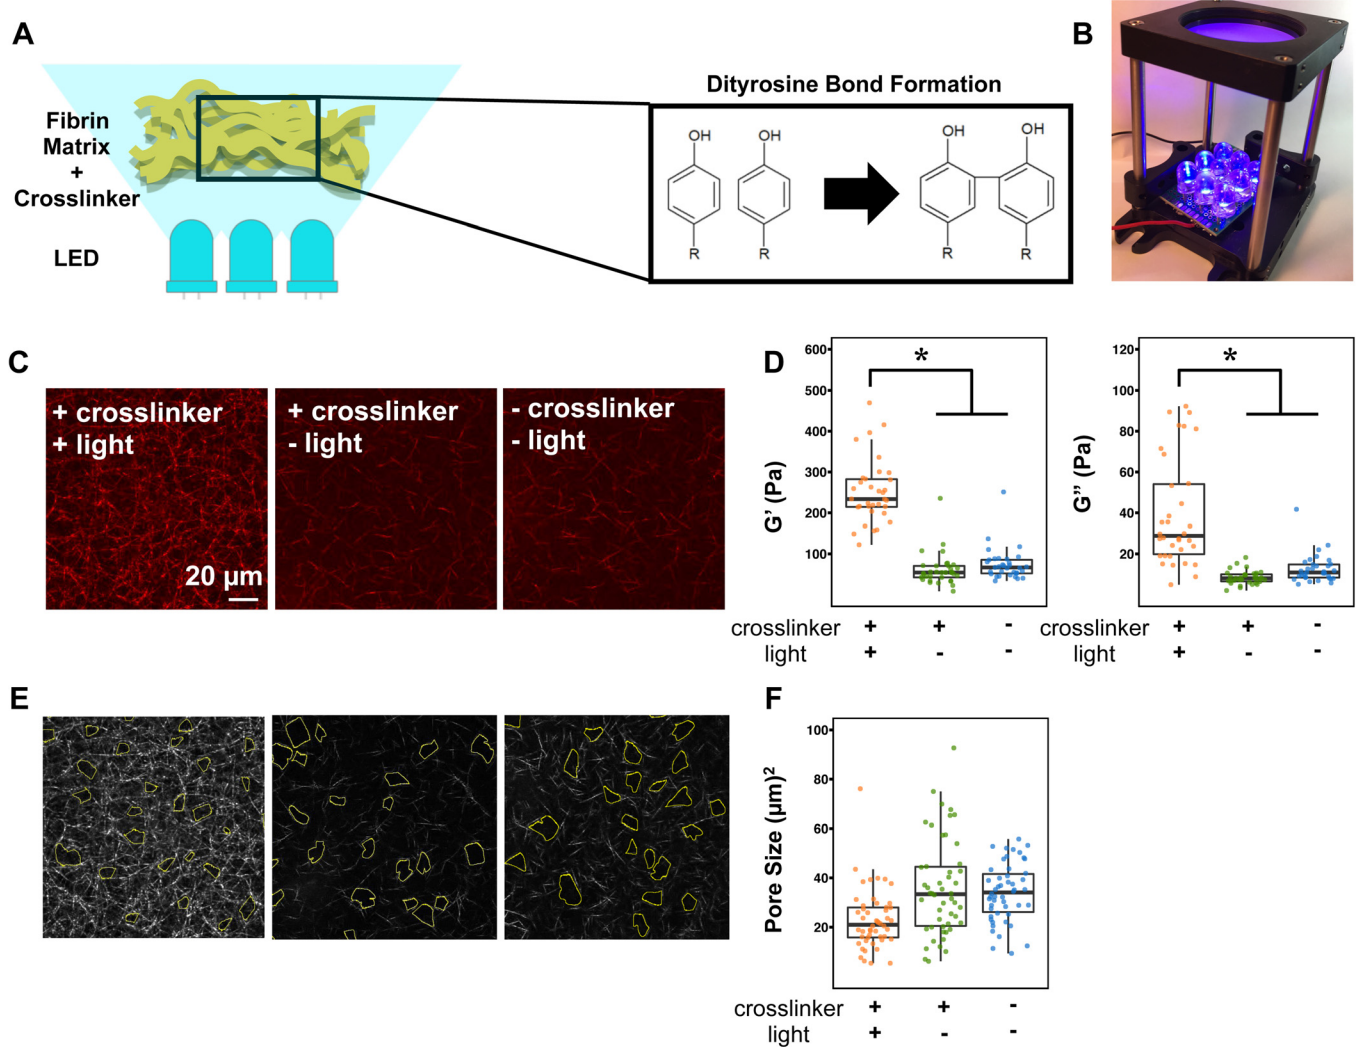 A
B
Dityrosine Bond Formation
Fibrin
Matrix
+
Crosslinker
LED
OH
OH
R
R
OH
OH
R
R
C
+ crosslinker
+ light
20 µm
+ crosslinker
- light
- crosslinker
- light
D
G' (Pa)
600
500
400
300
200
100
*
crosslinker + + -
light + - -
G” (Pa)
120
100
80
60
40
20
*
crosslinker + + -
light + - -
E
F
Pore Size (µm)²
100
80
60
40
20
crosslinker + + -
light + - -